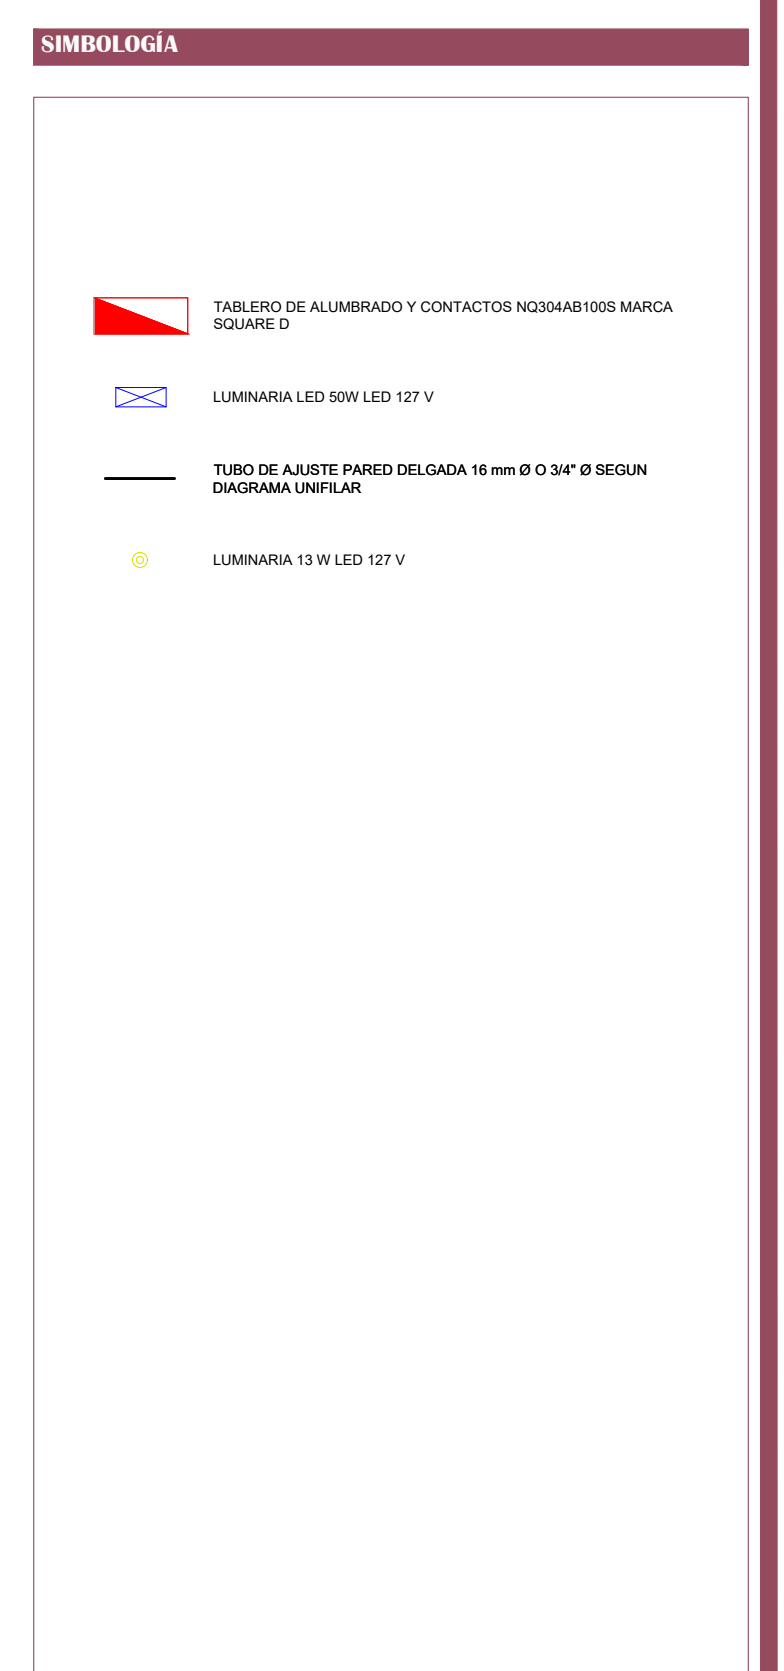 SIMBOLOGÍA
TABLERO DE ALUMBRADO Y CONTACTOS NQ304AB100S MARCA
SQUARE D
LUMINARIA LED 50W LED 127 V
TUBO DE AJUSTE PARED DELGADA 16 mm Ø O 3/4" Ø SEGUN
DIAGRAMA UNIFILAR
LUMINARIA 13 W LED 127 V